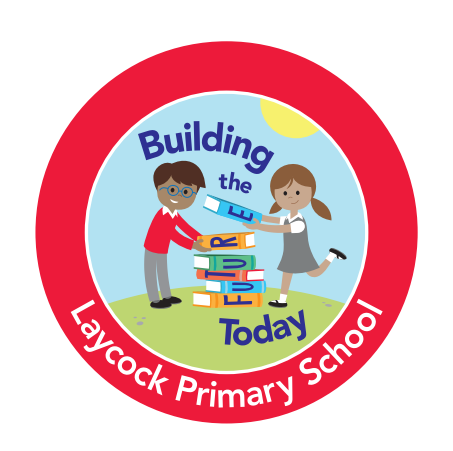 Building
the
FUTURE
Today
Laycock Primary School